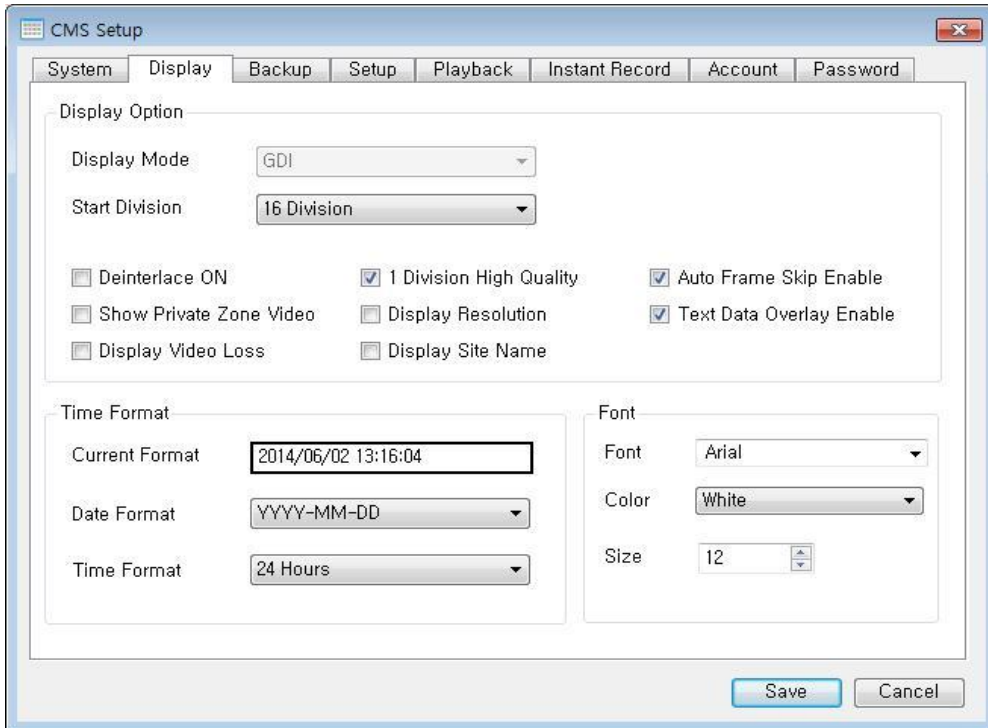 CMS Setup
System Display Backup Setup Playback Instant Record Account Password
Display Option
Display Mode GDI
Start Division 16 Division
Deinterlace ON 1 Division High Quality Auto Frame Skip Enable
Show Private Zone Video Display Resolution Text Data Overlay Enable
Display Video Loss Display Site Name
Time Format
Current Format 2014/06/02 13:16:04
Date Format YYYY-MM-DD
Time Format 24 Hours
Font
Font Arial
Color White
Size 12
Save Cancel